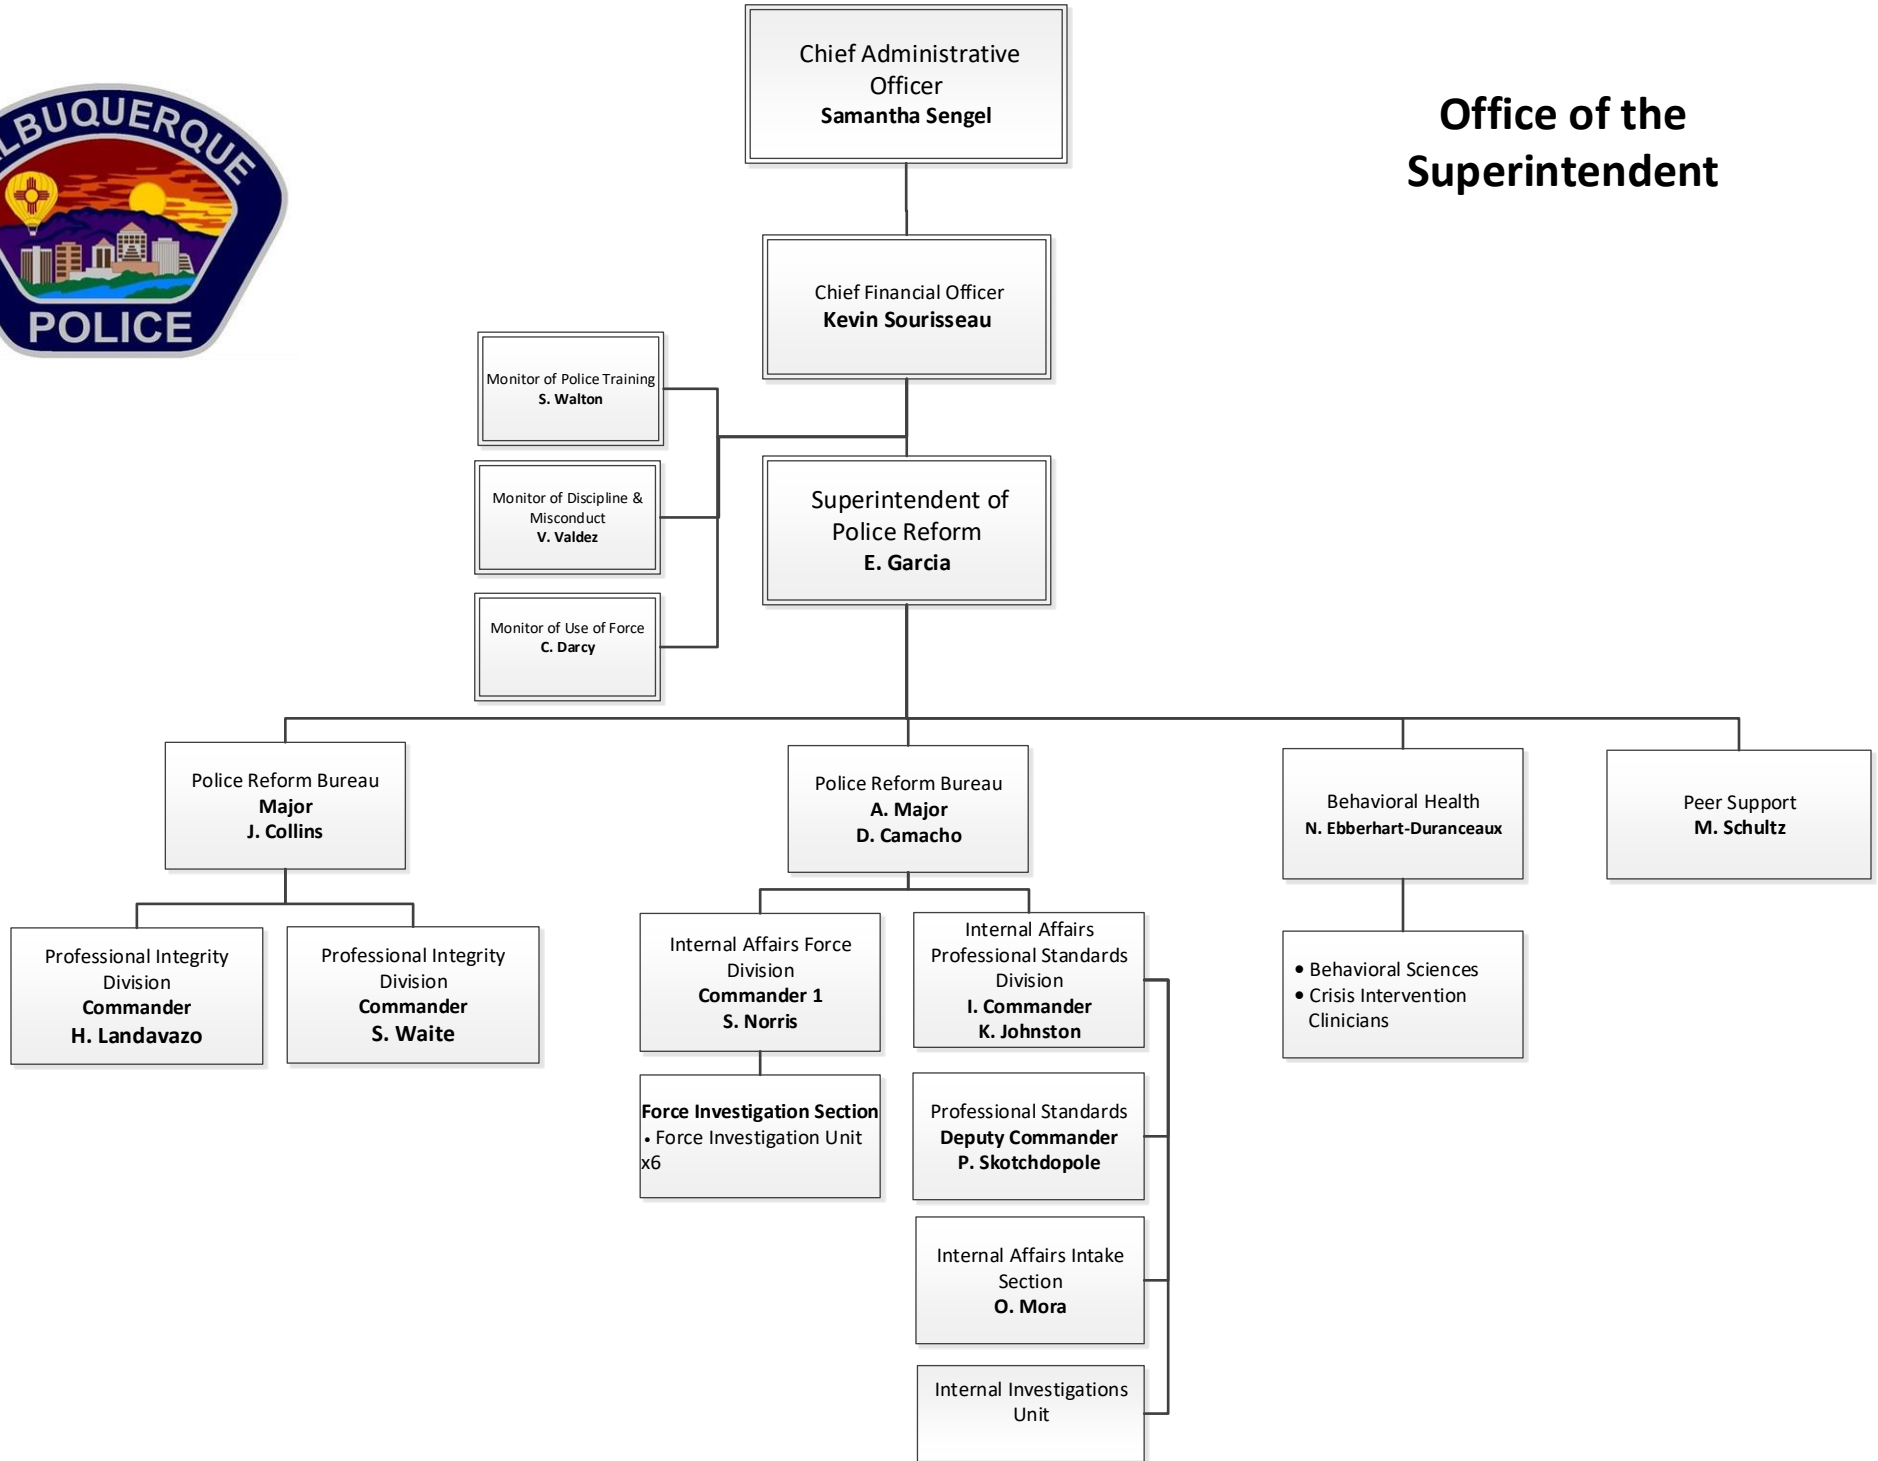 Chief Administrative
Officer
Samantha Sengel
Office of the
Superintendent
ALBUQUERQUE
POLICE
Chief Financial Officer
Kevin Sourisseau
Monitor of Police Training
S. Walton
Monitor of Discipline &
Misconduct
V. Valdez
Monitor of Use of Force
C. Darcy
Superintendent of
Police Reform
E. Garcia
Police Reform Bureau
Major
J. Collins
Police Reform Bureau
A. Major
D. Camacho
Behavioral Health
N. Ebberhart-Duranceaux
Peer Support
M. Schultz
Professional Integrity
Division
Commander
H. Landavazo
Professional Integrity
Division
Commander
S. Waite
Internal Affairs Force
Division
Commander 1
S. Norris
Internal Affairs
Professional Standards
Division
I. Commander
K. Johnston
• Behavioral Sciences
• Crisis Intervention
Clinicians
Force Investigation Section
• Force Investigation Unit
x6
Professional Standards
Deputy Commander
P. Skotchdopole
Internal Affairs Intake
Section
O. Mora
Internal Investigations
Unit